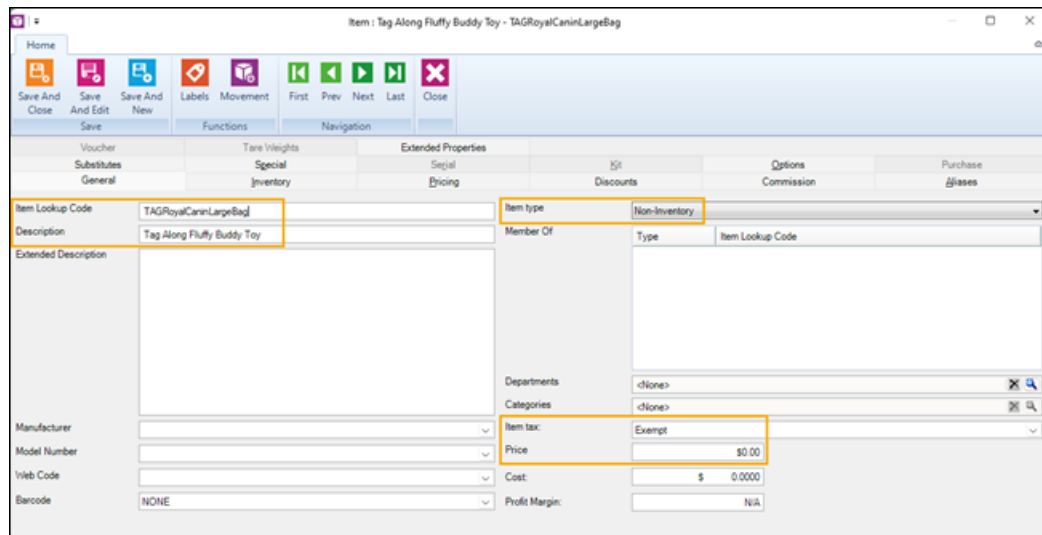 Item : Tag Along Fluffy Buddy Toy - TAGRoyalCaninLargeBag
Home
Save And Close
Save And Edit
Save And New
Labels
Movement
First
Prev
Next
Last
Close
Save
Functions
Navigation
Voucher
Tare Weights
Extended Properties
Substitutes
Special
Serial
Kit
Options
Purchase
General
Inventory
Pricing
Discounts
Commission
Aliases
Item Lookup Code
TAGRoyalCaninLargeBag
Item type
Non-Inventory
Description
Tag Along Fluffy Buddy Toy
Member Of
Type
Item Lookup Code
Extended Description
Departments
<None>
Categories
<None>
Manufacturer
Item tax:
Exempt
Model Number
Price
$0.00
Web Code
Cost:
$ 0.0000
Barcode
NONE
Profit Margin:
N/A